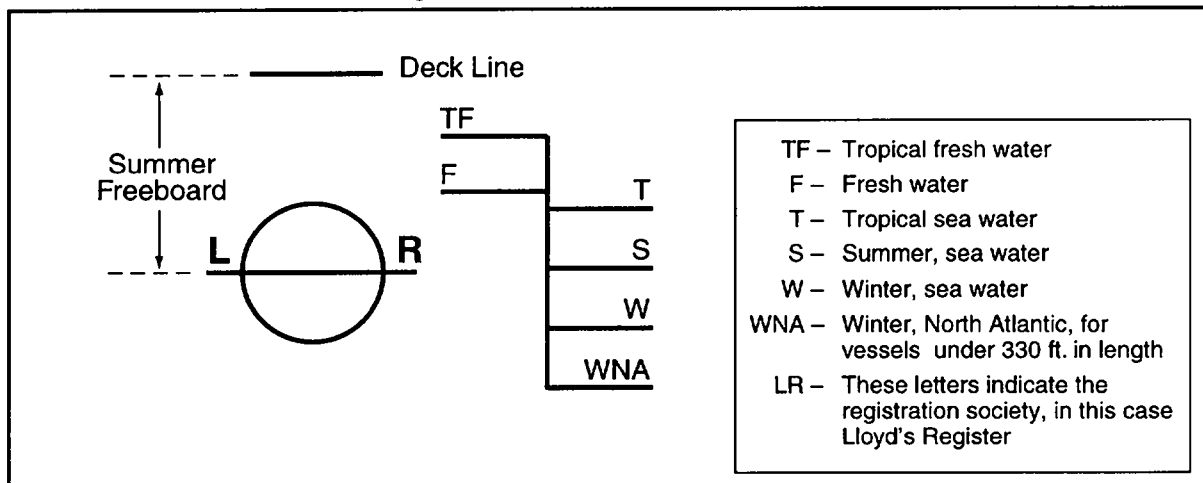 Deck Line
Summer
Freeboard
L R
TF
F
T
S
W
WNA
TF – Tropical fresh water
F – Fresh water
T – Tropical sea water
S – Summer, sea water
W – Winter, sea water
WNA – Winter, North Atlantic, for
vessels under 330 ft. in length
LR – These letters indicate the
registration society, in this case
Lloyd's Register